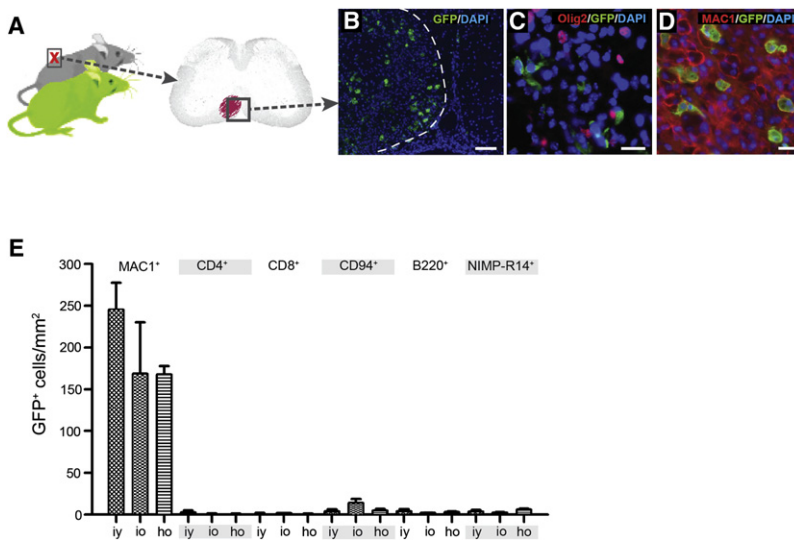 A
X
B
GFP/DAPI
C
Olig2/GFP/DAPI
D
MAC1/GFP/DAPI
E
MAC1⁺ CD4⁺ CD8⁺ CD94⁺ B220⁺ NIMP-R14⁺
300
250
200
150
100
50
0
GFP⁺ cells/mm²
iy io ho iy io ho iy io ho iy io ho iy io ho iy io ho